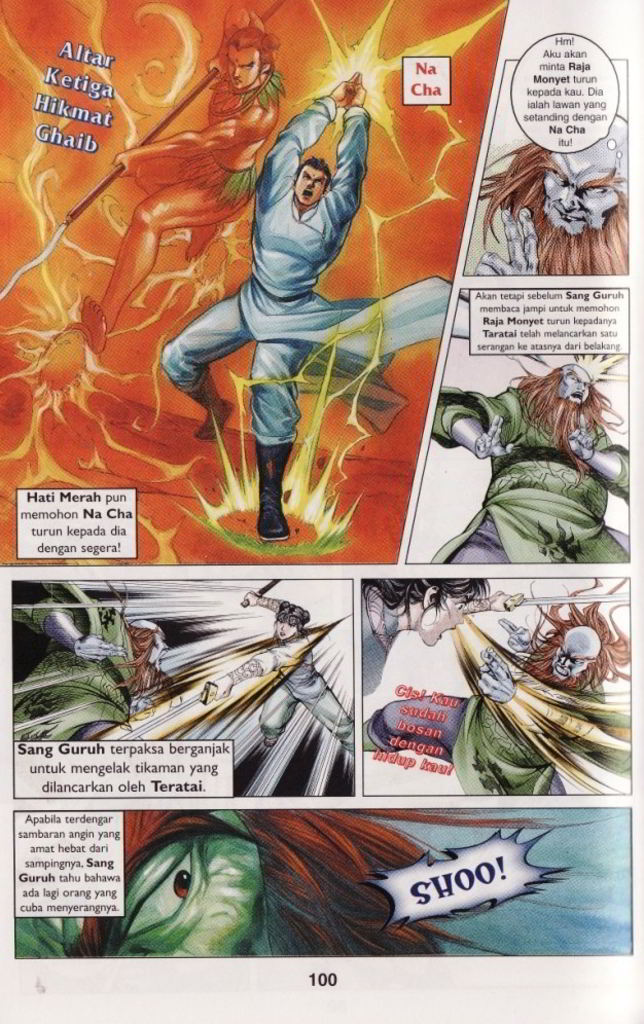 Altar
Ketiga
Hikmat
Ghaib
Na
Cha
Hati Merah pun
memohon Na Cha
turun kepada dia
dengan segera!
Hm!
Aku akan
minta Raja
Monyet turun
kepada kau. Dia
ialah lawan yang
setanding dengan
Na Cha
itu!
Akan tetapi sebelum Sang Guruh
membaca jampi untuk memohon
Raja Monyet turun kepadanya
Taratai telah melancarkan satu
serangan ke atasnya dari belakang.
Sang Guruh terpaksa berganjak
untuk mengelak tikaman yang
dilancarkan oleh Teratai.
Cis! Kau
sudah
bosan
dengan
hidup kau!
Apabila terdengar
sambaran angin yang
amat hebat dari
sampingnya, Sang
Guruh tahu bahawa
ada lagi orang yang
cuba menyerangnya.
SHOO!
100